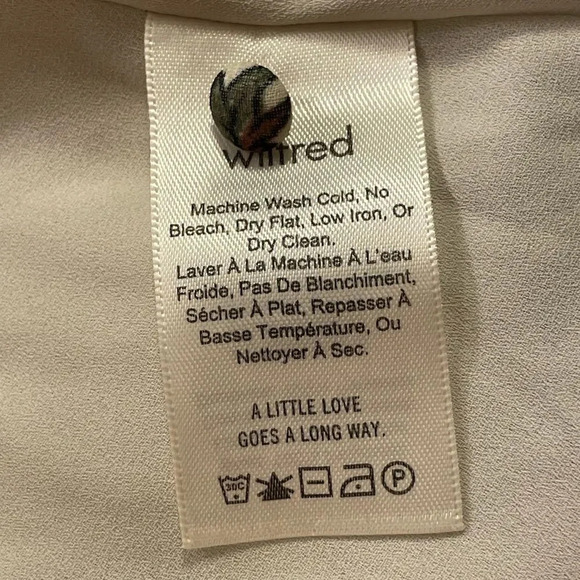 wilfred
Machine Wash Cold, No
Bleach, Dry Flat, Low Iron, Or
Dry Clean.
Laver À La Machine À L'eau
Froide, Pas De Blanchiment,
Sécher À Plat, Repasser À
Basse Température, Ou
Nettoyer À Sec.
A LITTLE LOVE
GOES A LONG WAY.
30C P